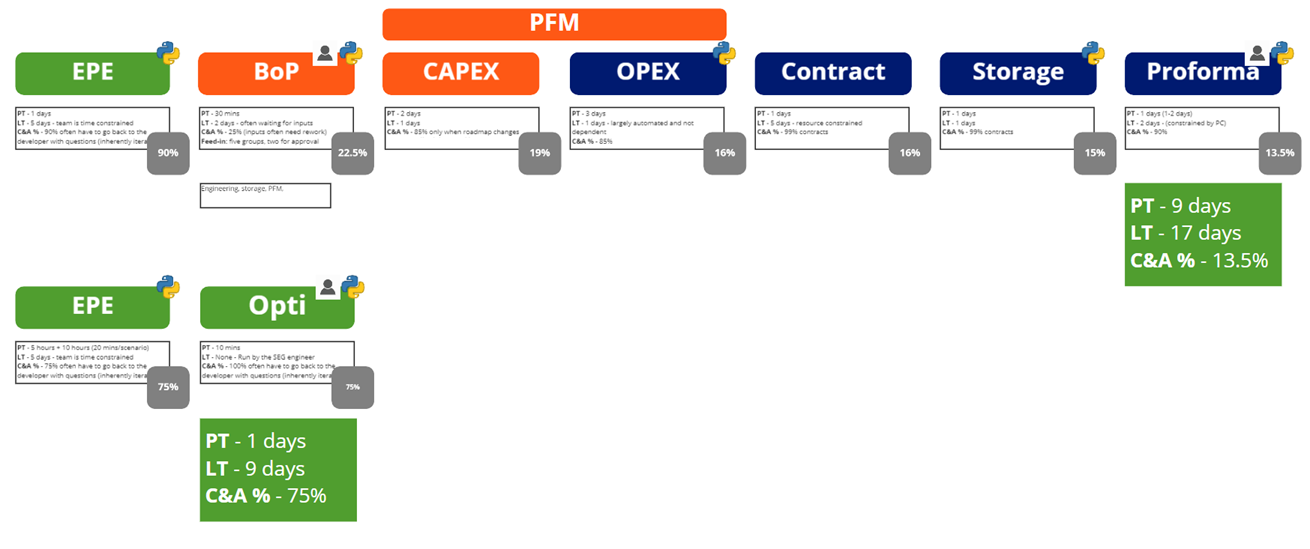 PFM
EPE
BoP
CAPEX
OPEX
Contract
Storage
Proforma
PT - 1 days
LT - 5 days - team is time constrained
C&A % - 90% often have to go back to the
developer with questions (inherently itera
90%
PT - 30 mins
LT - 2 days - often waiting for inputs
C&A % - 25% (inputs often need rework)
Feed-in: five groups, two for approval
22.5%
Engineering, storage, PFM.
PT - 2 days
LT - 1 days
C&A % - 85% only when roadmap changes
19%
PT - 3 days
LT - 1 days - largely automated and not
dependent
C&A % - 85%
16%
PT - 1 days
LT - 5 days - resource constrained
C&A % - 99% contracts
16%
PT - 1 days
LT - 1 days
C&A % - 99% contracts
15%
PT - 1 days (1-2 days)
LT - 2 days - (constrained by PC)
C&A % - 90%
13.5%
PT - 9 days
LT - 17 days
C&A % - 13.5%
EPE
Opti
PT - 5 hours + 10 hours (20 mins/scenario)
LT - 5 days - team is time constrained
C&A % - 75% often have to go back to the
developer with questions (inherently itera
75%
PT - 10 mins
LT - None - Run by the SEG engineer
C&A % - 100% often have to go back to the
developer with questions (inherently itera
75%
PT - 1 days
LT - 9 days
C&A % - 75%